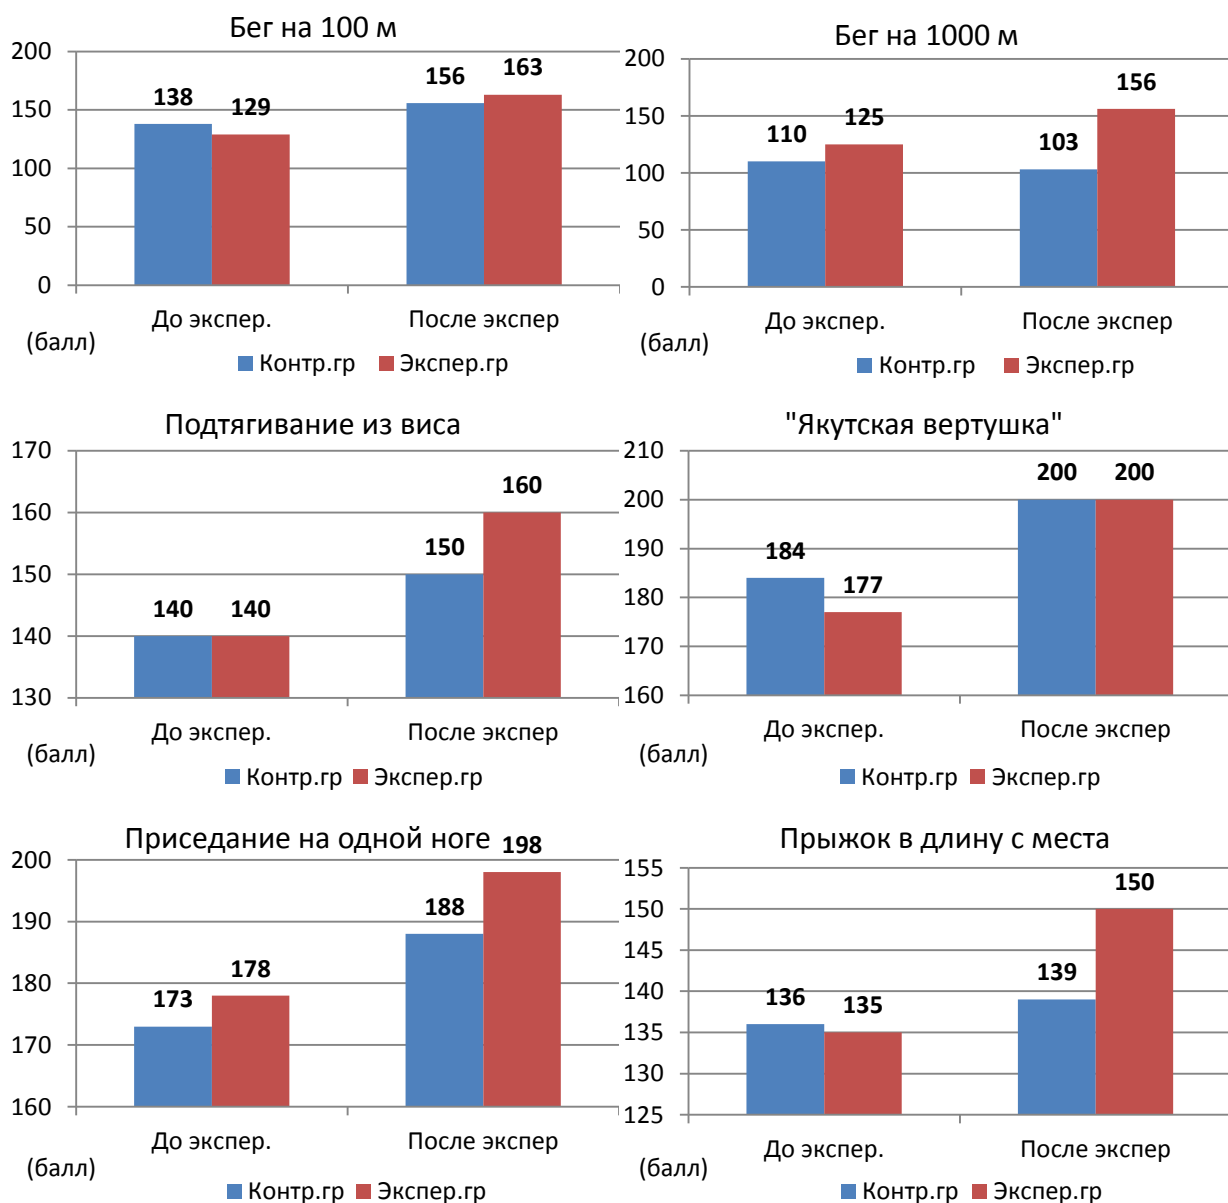 Бег на 100 м
200
150
100
50
0
138
129
156
163
До экспер.
После экспер
(балл)
Контр.гр Экспер.гр
Бег на 1000 м
200
150
100
50
0
110
125
103
156
До экспер.
После экспер
(балл)
Контр.гр Экспер.гр
Подтягивание из виса
170
160
150
140
130
140
140
150
160
До экспер.
После экспер
(балл)
Контр.гр Экспер.гр
"Якутская вертушка"
210
200
190
180
170
160
184
177
200
200
До экспер.
После экспер
(балл)
Контр.гр Экспер.гр
Приседание на одной ноге
200
190
180
170
160
173
178
188
198
До экспер.
После экспер
(балл)
Контр.гр Экспер.гр
Прыжок в длину с места
155
150
145
140
135
130
125
136
135
139
150
До экспер.
После экспер
(балл)
Контр.гр Экспер.гр